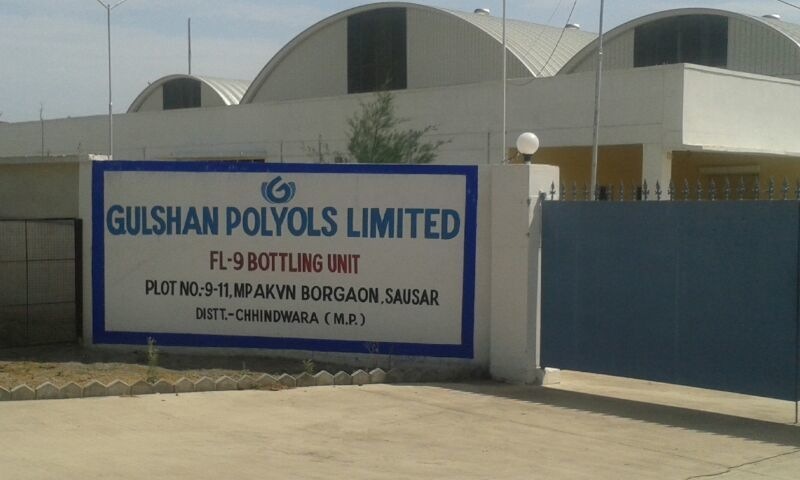 GULSHAN POLYOLS LIMITED
FL-9 BOTTLING UNIT
PLOT NO.-9-11, MPAKVN BORGAON, SAUSAR
DISTT.-CHHINDWARA (M.P.)